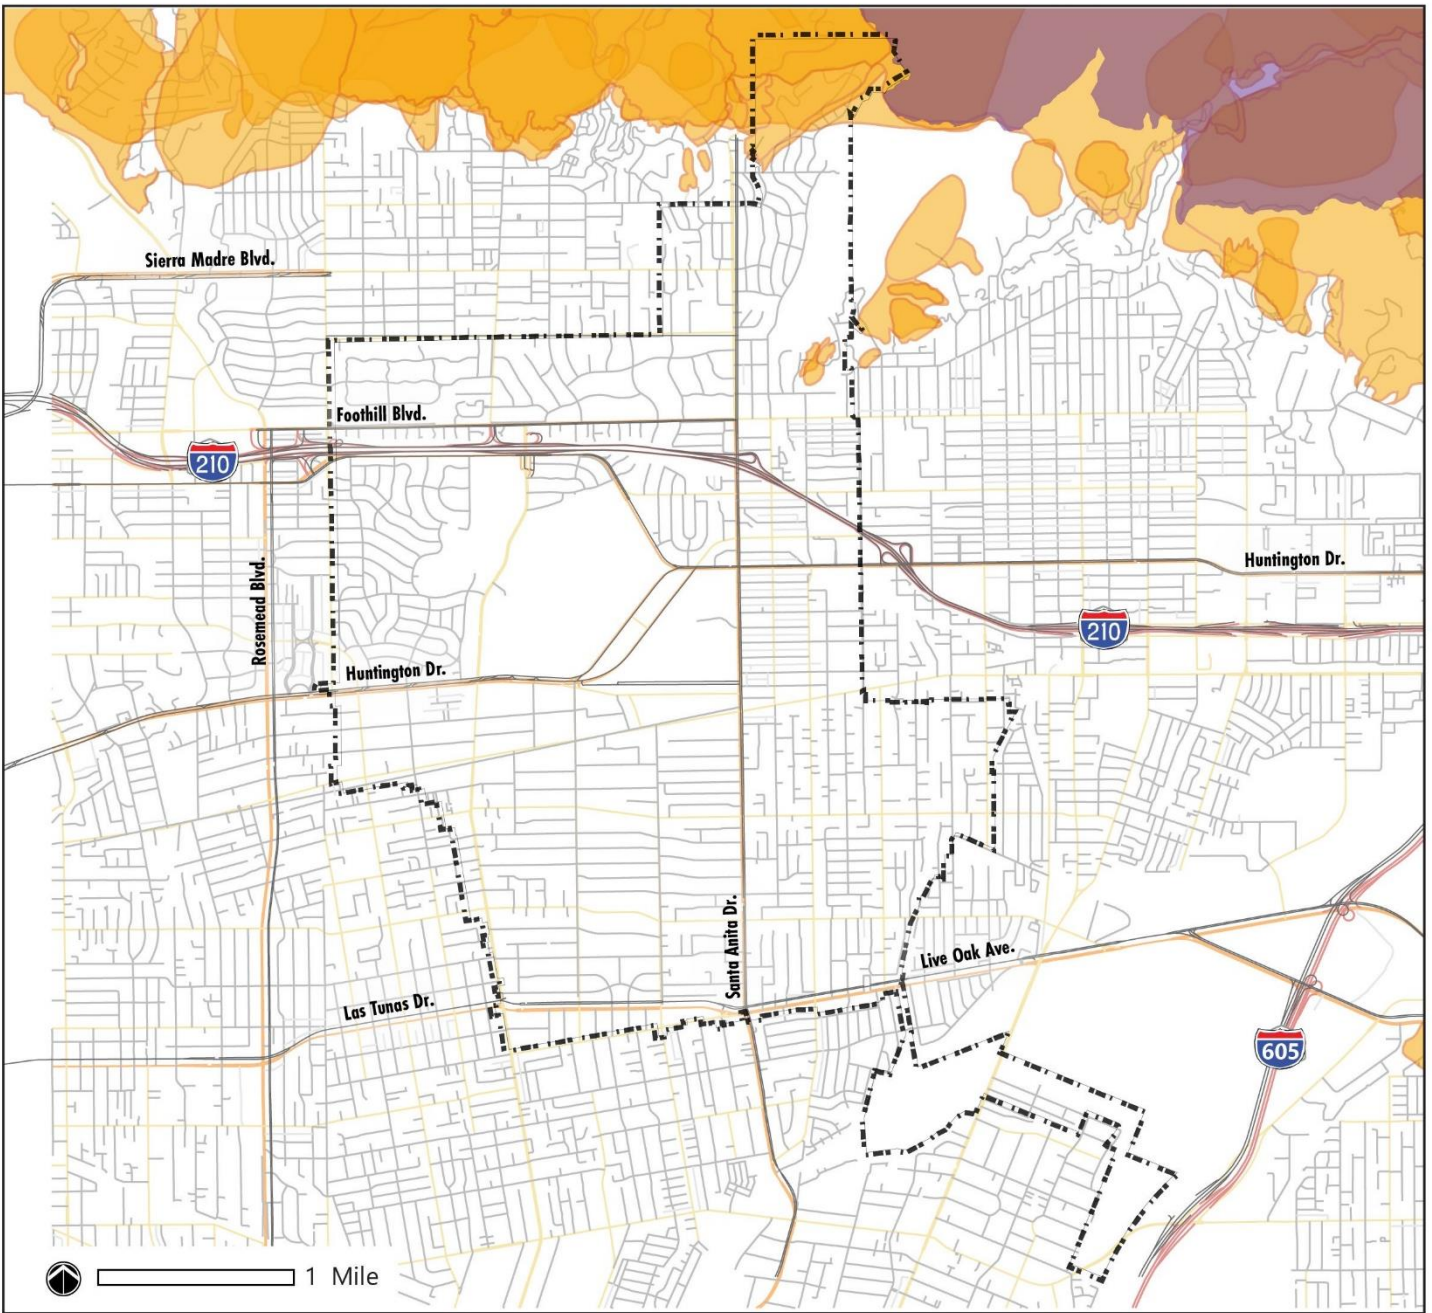 Sierra Madre Blvd.
Foothill Blvd.
210
Rosemead Blvd.
Huntington Dr.
210
Huntington Dr.
Santa Anita Dr.
Live Oak Ave.
Las Tunas Dr.
605
1 Mile